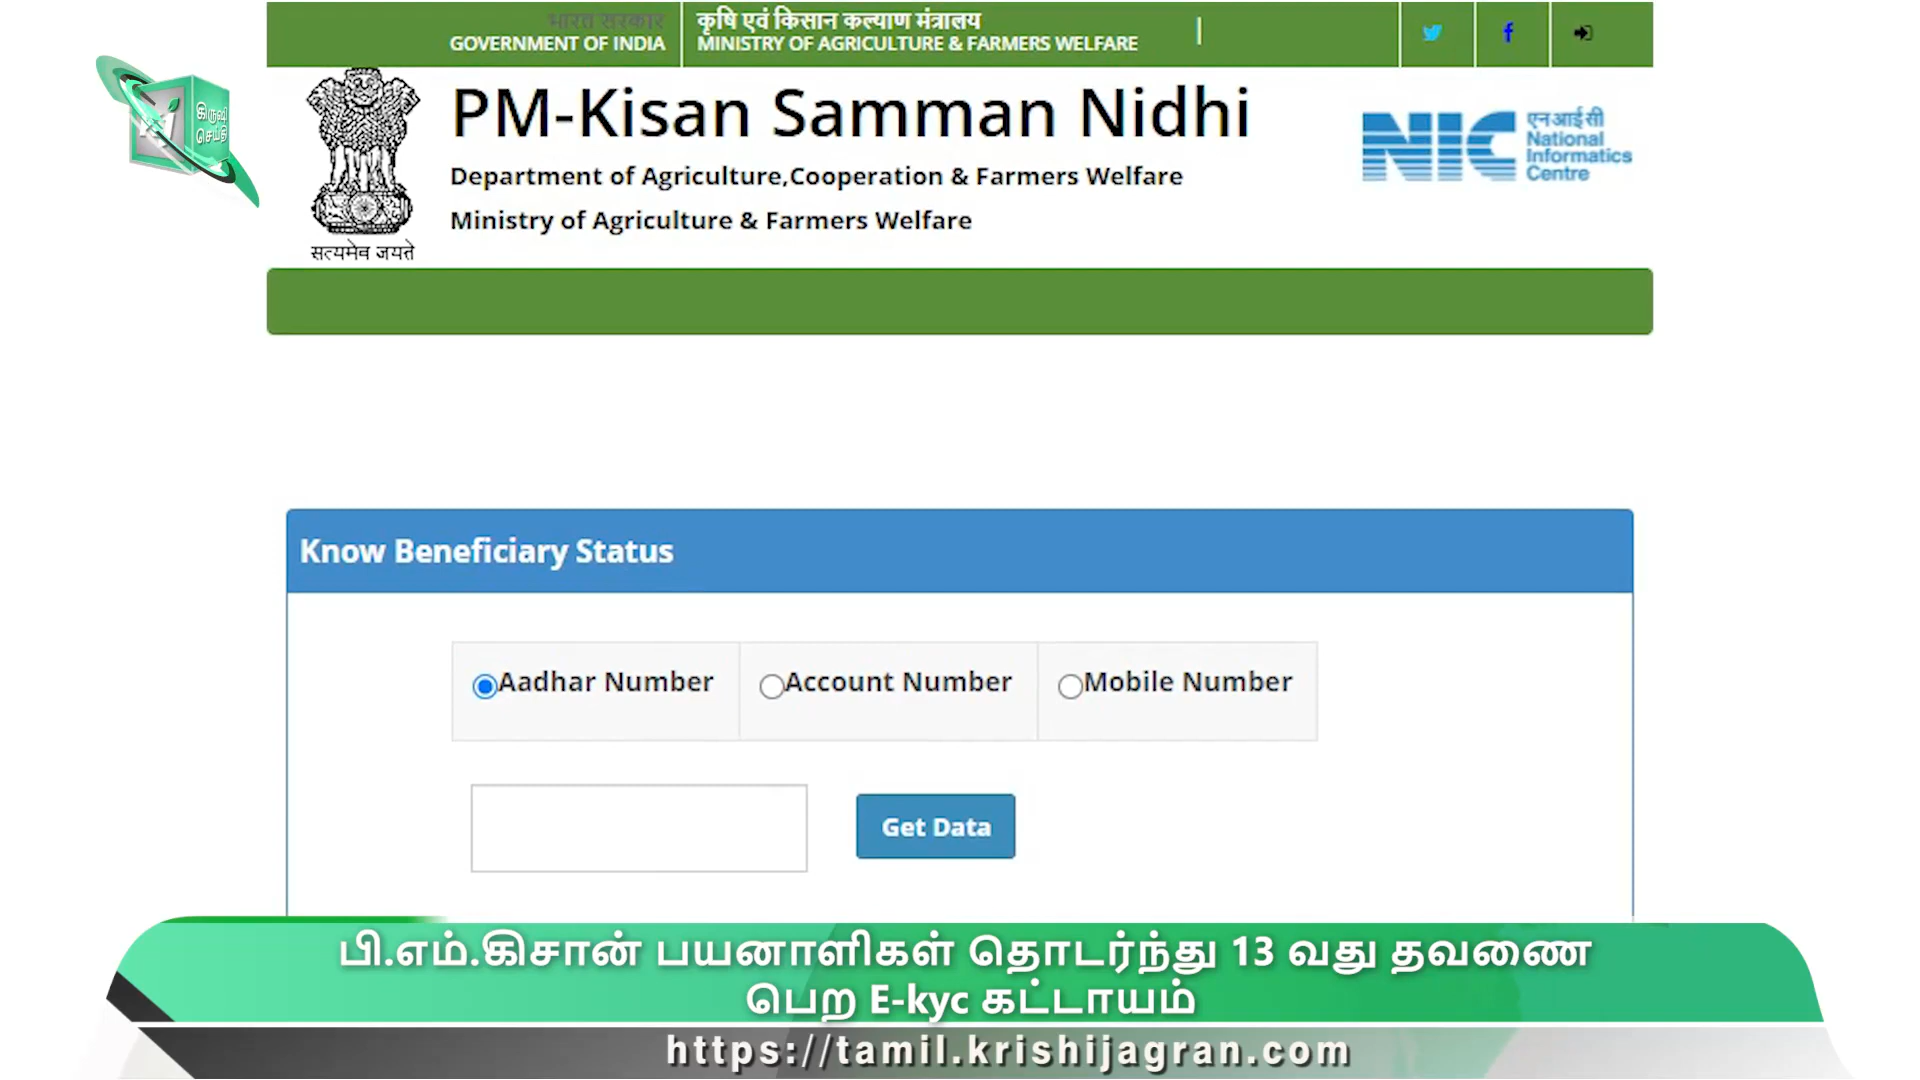 भारत सरकार
GOVERNMENT OF INDIA
कृषि एवं किसान कल्याण मंत्रालय
MINISTRY OF AGRICULTURE & FARMERS WELFARE
கிருஷி
செய்தி
PM-Kisan Samman Nidhi
Department of Agriculture,Cooperation & Farmers Welfare
Ministry of Agriculture & Farmers Welfare
सत्यमेव जयते
NIC
एन आई सी
National
Informatics
Centre
Know Beneficiary Status
Aadhar Number
Account Number
Mobile Number
Get Data
பி.எம்.கிசான் பயனாளிகள் தொடர்ந்து 13 வது தவணை
பெற E-kyc கட்டாயம்
https://tamil.krishijagran.com